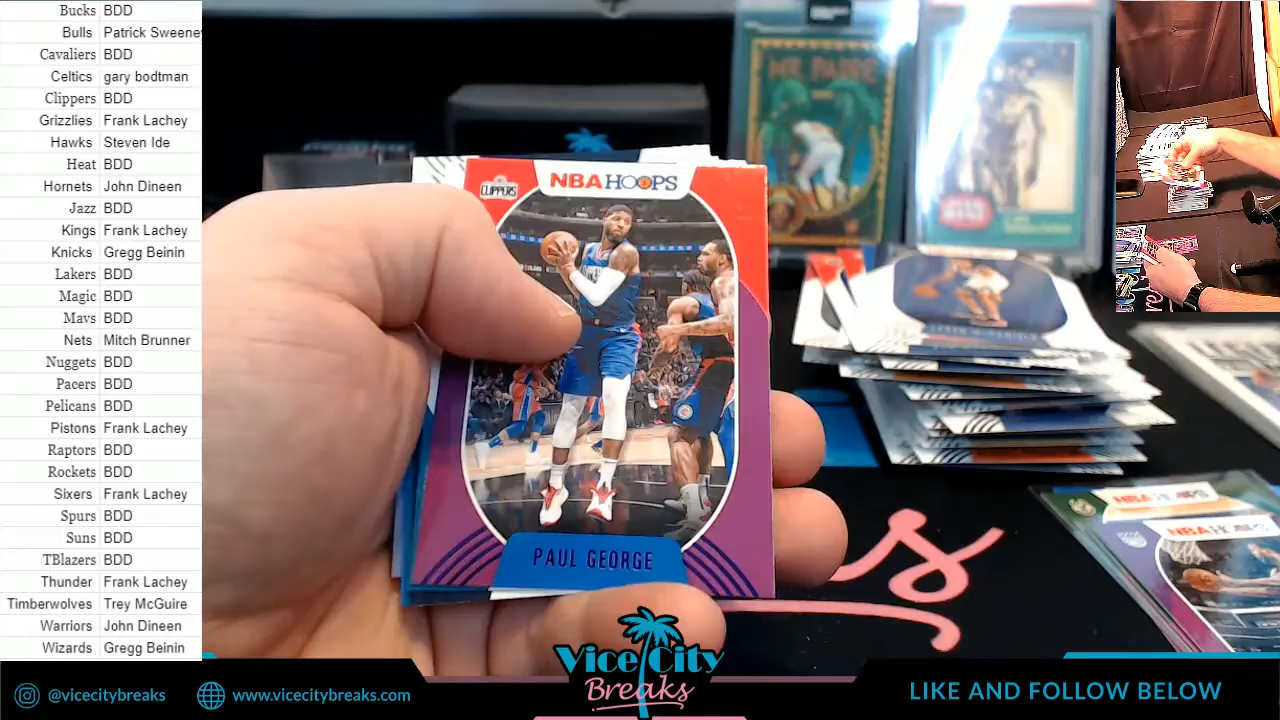 Bucks BDD
Bulls Patrick Sweeney
Cavaliers BDD
Celtics gary bodtman
Clippers BDD
Grizzlies Frank Lachey
Hawks Steven Ide
Heat BDD
Hornets John Dineen
Jazz BDD
Kings Frank Lachey
Knicks Gregg Beinin
Lakers BDD
Magic BDD
Mavs BDD
Nets Mitch Brunner
Nuggets BDD
Pacers BDD
Pelicans BDD
Pistons Frank Lachey
Raptors BDD
Rockets BDD
Sixers Frank Lachey
Spurs BDD
Suns BDD
TBlazers BDD
Thunder Frank Lachey
Timberwolves Trey McGuire
Warriors John Dineen
Wizards Gregg Beinin
CLIPPERS
NBA HOOPS
PAUL GEORGE
NBA HOOPS
NBA HOOPS
Vice City
Breaks
@vicecitybreaks
www.vicecitybreaks.com
LIKE AND FOLLOW BELOW